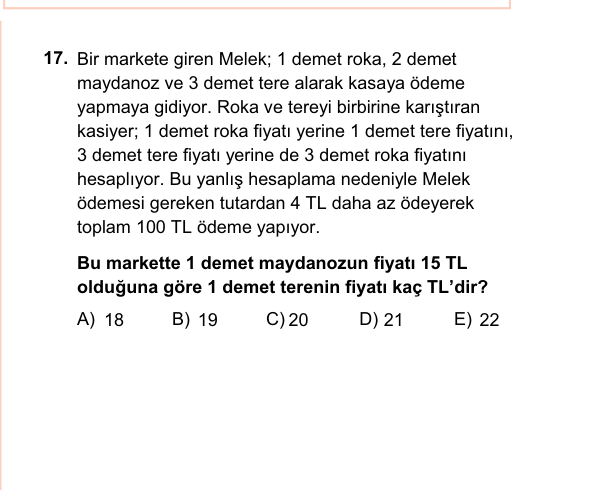 17. Bir markete giren Melek; 1 demet roka, 2 demet
maydanoz ve 3 demet tere alarak kasaya ödeme
yapmaya gidiyor. Roka ve tereyi birbirine karıştıran
kasiyer; 1 demet roka fiyatı yerine 1 demet tere fiyatını,
3 demet tere fiyatı yerine de 3 demet roka fiyatını
hesaplıyor. Bu yanlış hesaplama nedeniyle Melek
ödemesi gereken tutardan 4 TL daha az ödeyerek
toplam 100 TL ödeme yapıyor.
Bu markette 1 demet maydanozun fiyatı 15 TL
olduğuna göre 1 demet terenin fiyatı kaç TL’dir?
A) 18 B) 19 C) 20 D) 21 E) 22